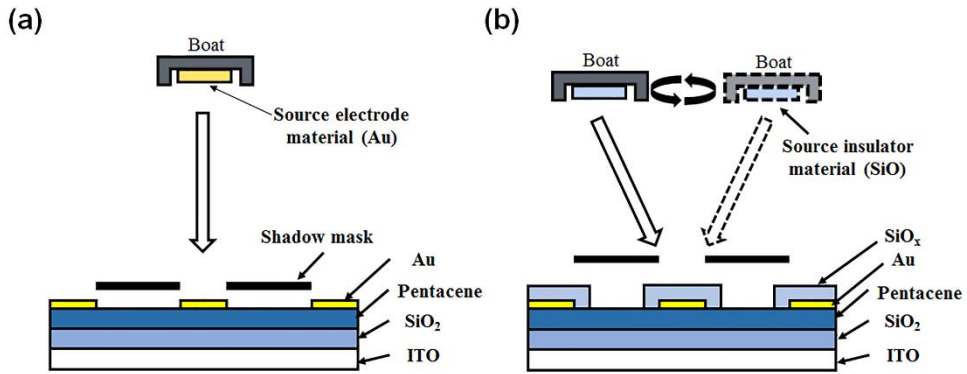 (a)
Boat
Source electrode
material (Au)
Shadow mask
Au
Pentacene
SiO2
ITO
(b)
Boat
Boat
Source insulator
material (SiO)
SiOx
Au
Pentacene
SiO2
ITO